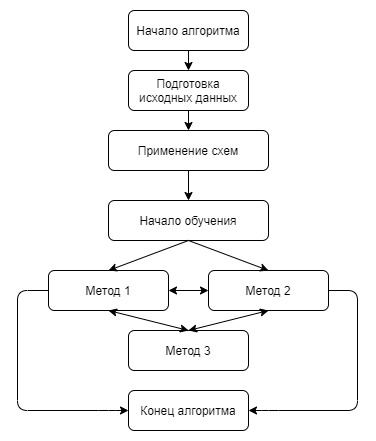 Начало алгоритма
Подготовка
исходных данных
Применение схем
Начало обучения
Метод 1
Метод 2
Метод 3
Конец алгоритма